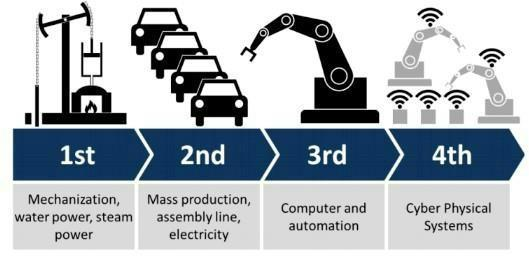 1st
2nd
3rd
4th
Mechanization,
water power, steam
power
Mass production,
assembly line,
electricity
Computer and
automation
Cyber Physical
Systems